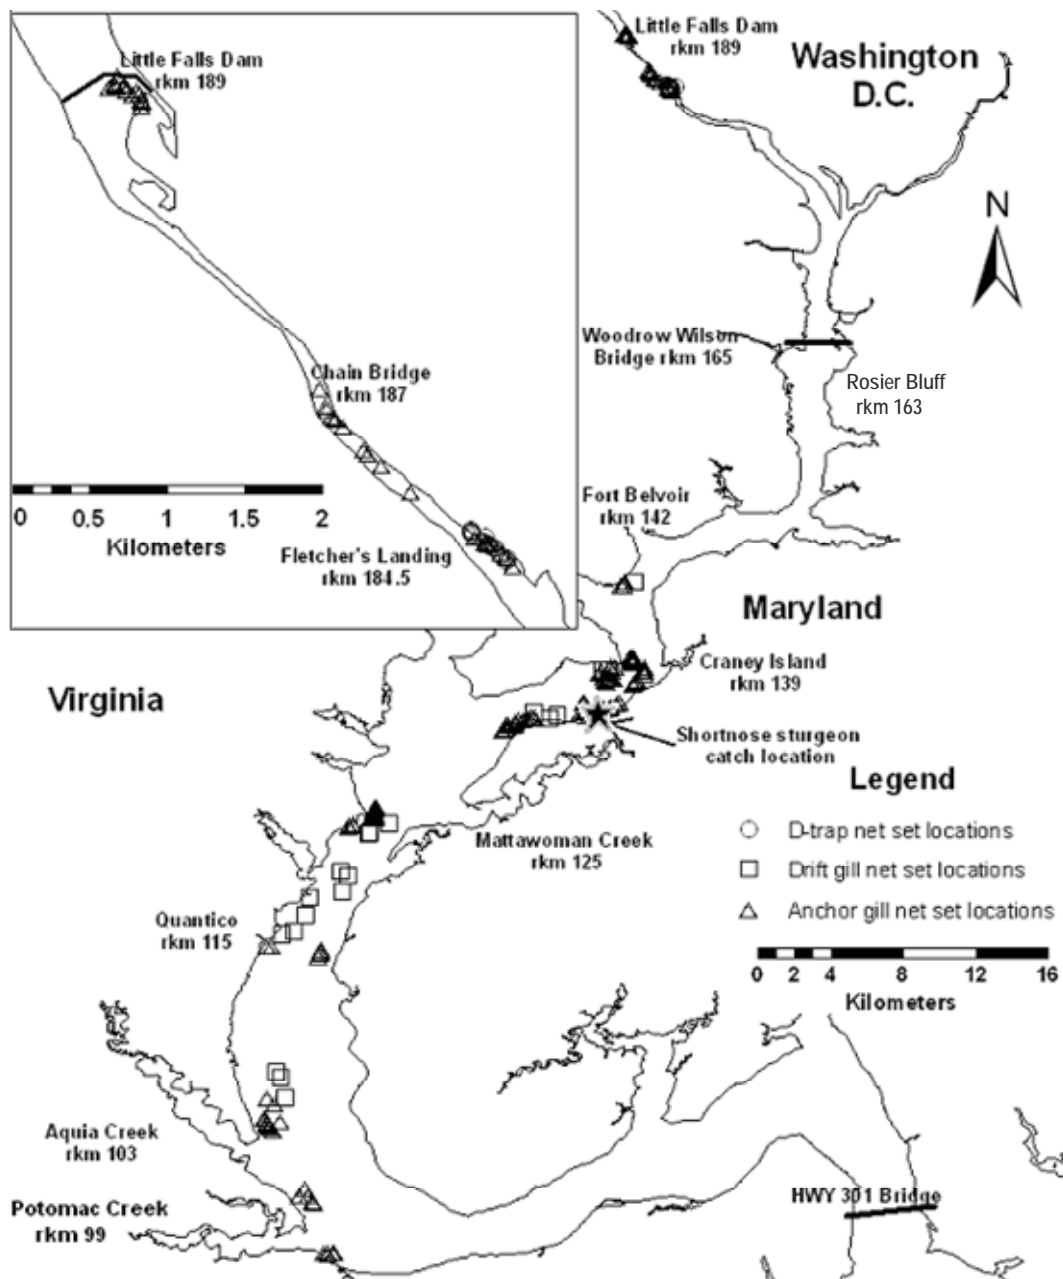 Little Falls Dam
rkm 189
Chain Bridge
rkm 187
0 0.5 1 1.5 2
Kilometers
Fletcher's Landing
rkm 184.5
Little Falls Dam
rkm 189
Washington
D.C.
N
Woodrow Wilson
Bridge rkm 165
Rosier Bluff
rkm 163
Fort Belvoir
rkm 142
Maryland
Virginia
Craney Island
rkm 139
Shortnose sturgeon
catch location
Legend
D-trap net set locations
Drift gill net set locations
Anchor gill net set locations
0 2 4 8 12 16
Kilometers
Mattawoman Creek
rkm 125
Quantico
rkm 115
Aquia Creek
rkm 103
Potomac Creek
rkm 99
HWY 301 Bridge